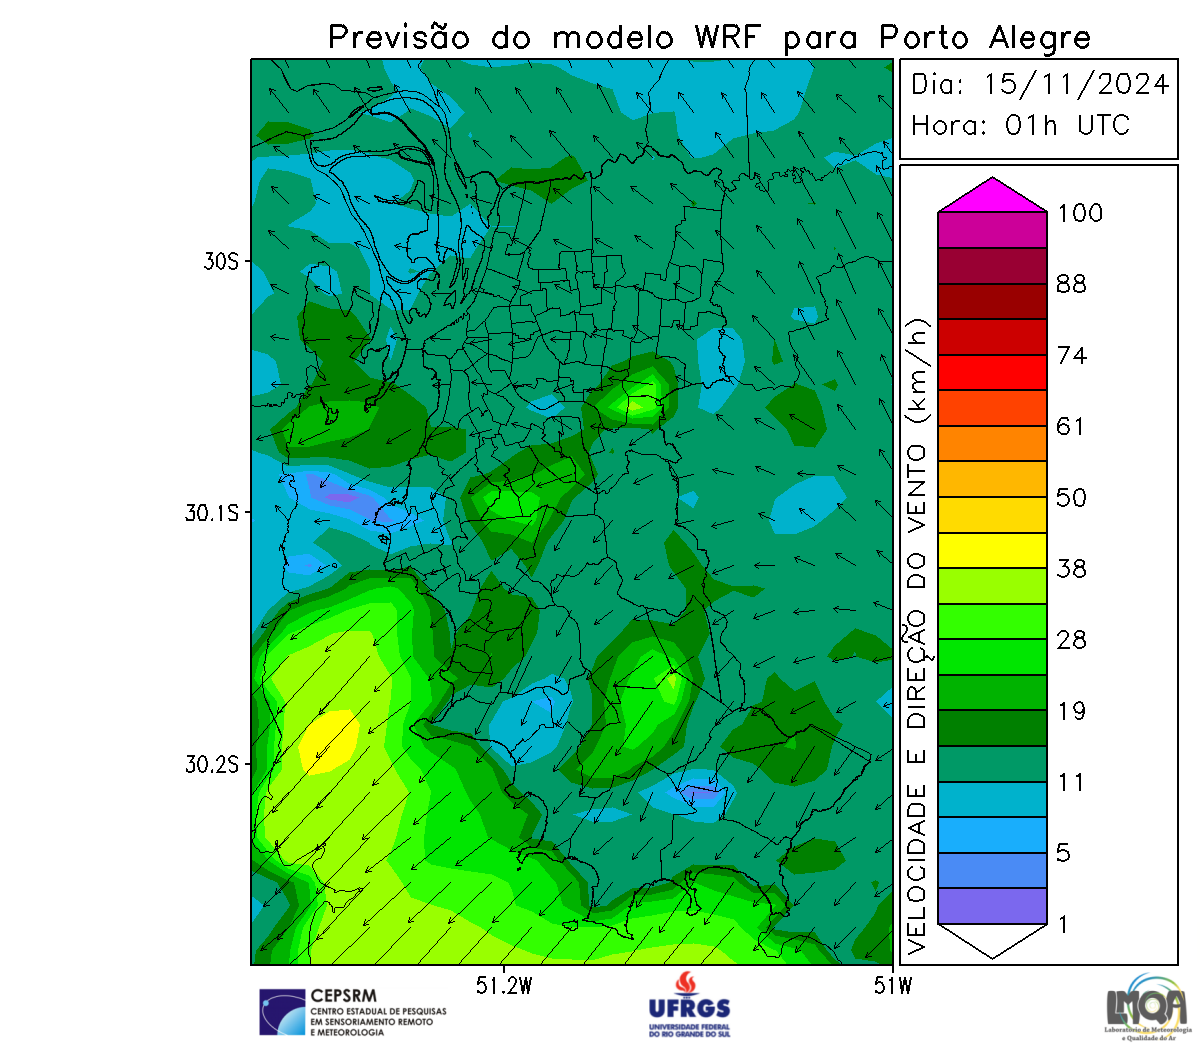 Previsão do modelo WRF para Porto Alegre
Dia: 15/11/2024
Hora: 01h UTC
30S
30.1S
30.2S
51.2W
51W
VELOCIDADE E DIREÇÃO DO VENTO (km/h)
100
88
74
61
50
38
28
19
11
5
1
CEPSRM
CENTRO ESTADUAL DE PESQUISAS
EM SENSORIAMENTO REMOTO
E METEOROLOGIA
UFRGS
UNIVERSIDADE FEDERAL
DO RIO GRANDE DO SUL
LMQA
Laboratório de Meteorologia
e Qualidade do Ar